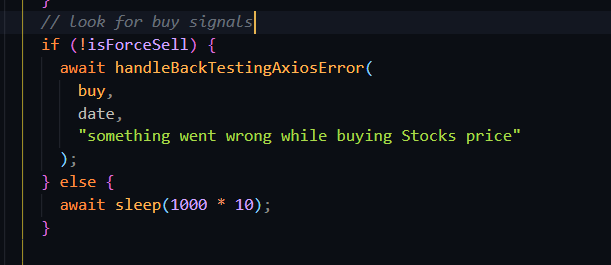 }
// look for buy signals
if (!isForceSell) {
await handleBackTestingAxiosError(
buy,
date,
"something went wrong while buying Stocks price"
);
} else {
await sleep(1000 * 10);
}